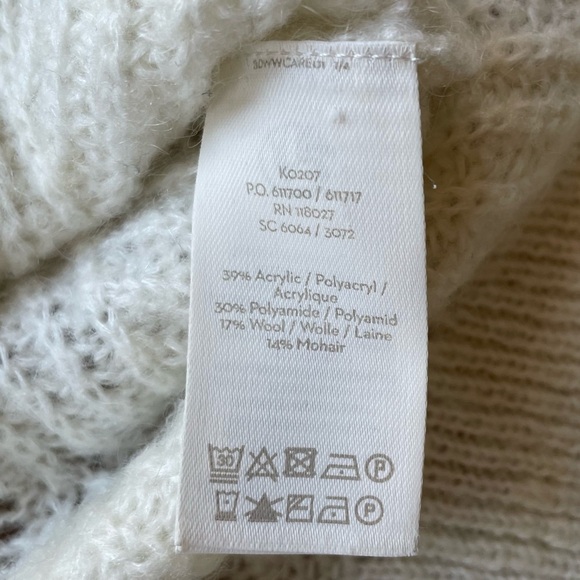 K0207
P.O. 611700 / 611717
RN 118027
SC 6064 / 3072
39% Acrylic / Polyacryl /
Acrylique
30% Polyamide / Polyamid
17% Wool / Wolle / Laine
14% Mohair
30 P
P